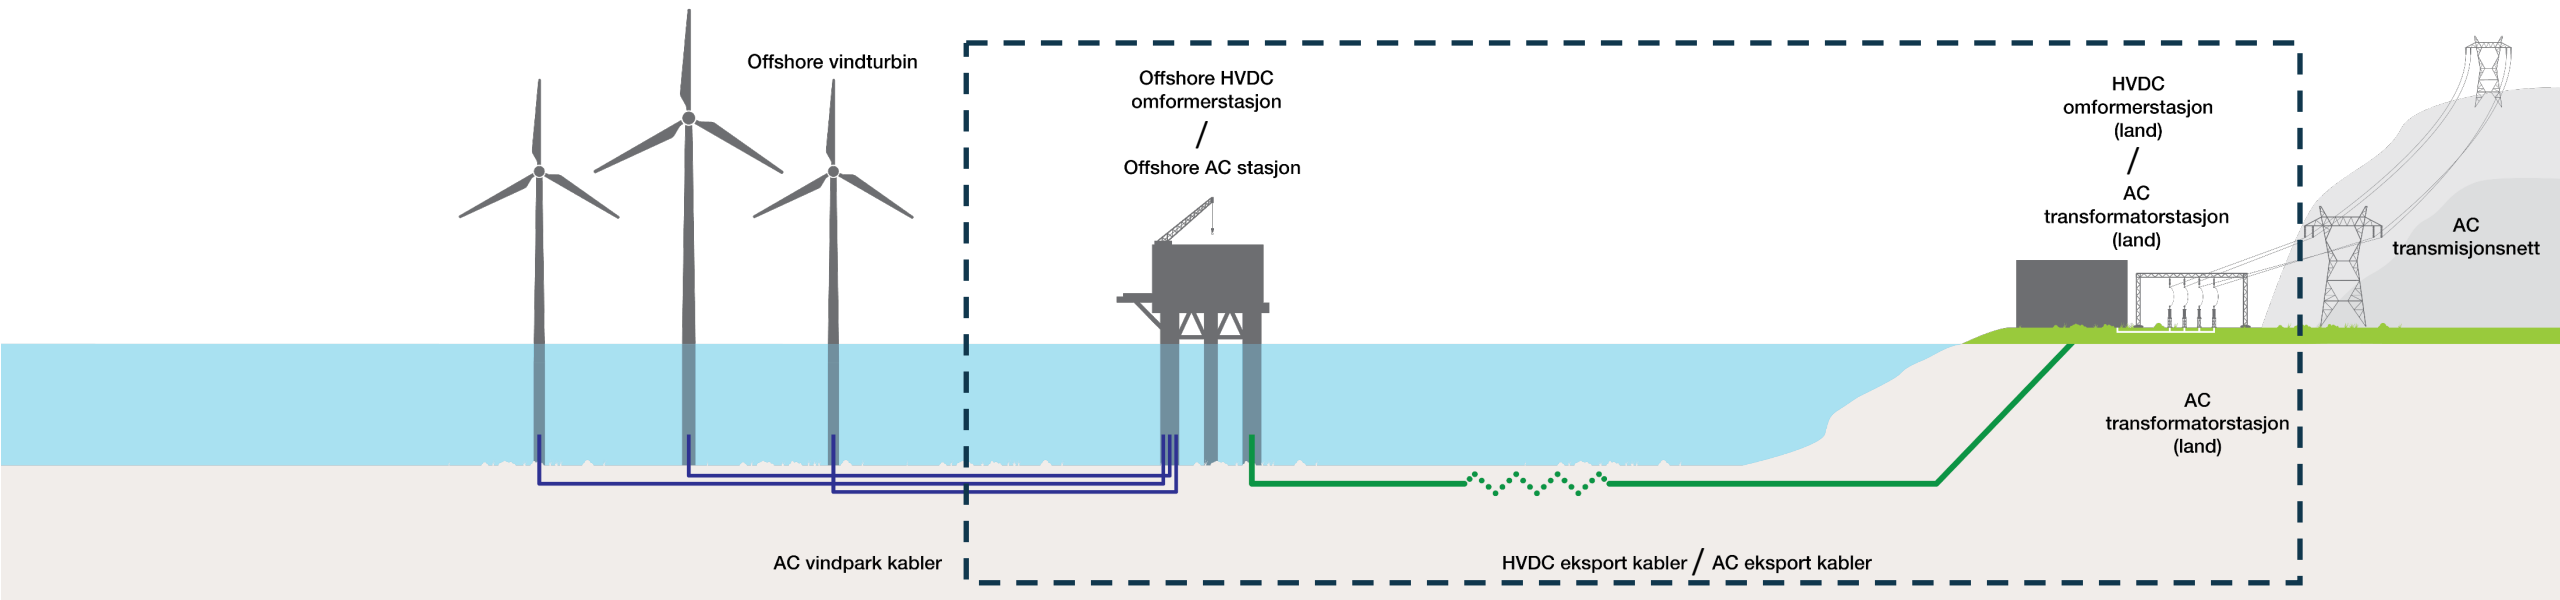 Offshore vindturbin
Offshore HVDC
omformerstasjon
/
Offshore AC stasjon
HVDC
omformerstasjon
(land)
/
AC
transformatorstasjon
(land)
AC
transmisjonsnett
AC
transformatorstasjon
(land)
AC vindpark kabler
HVDC eksport kabler / AC eksport kabler